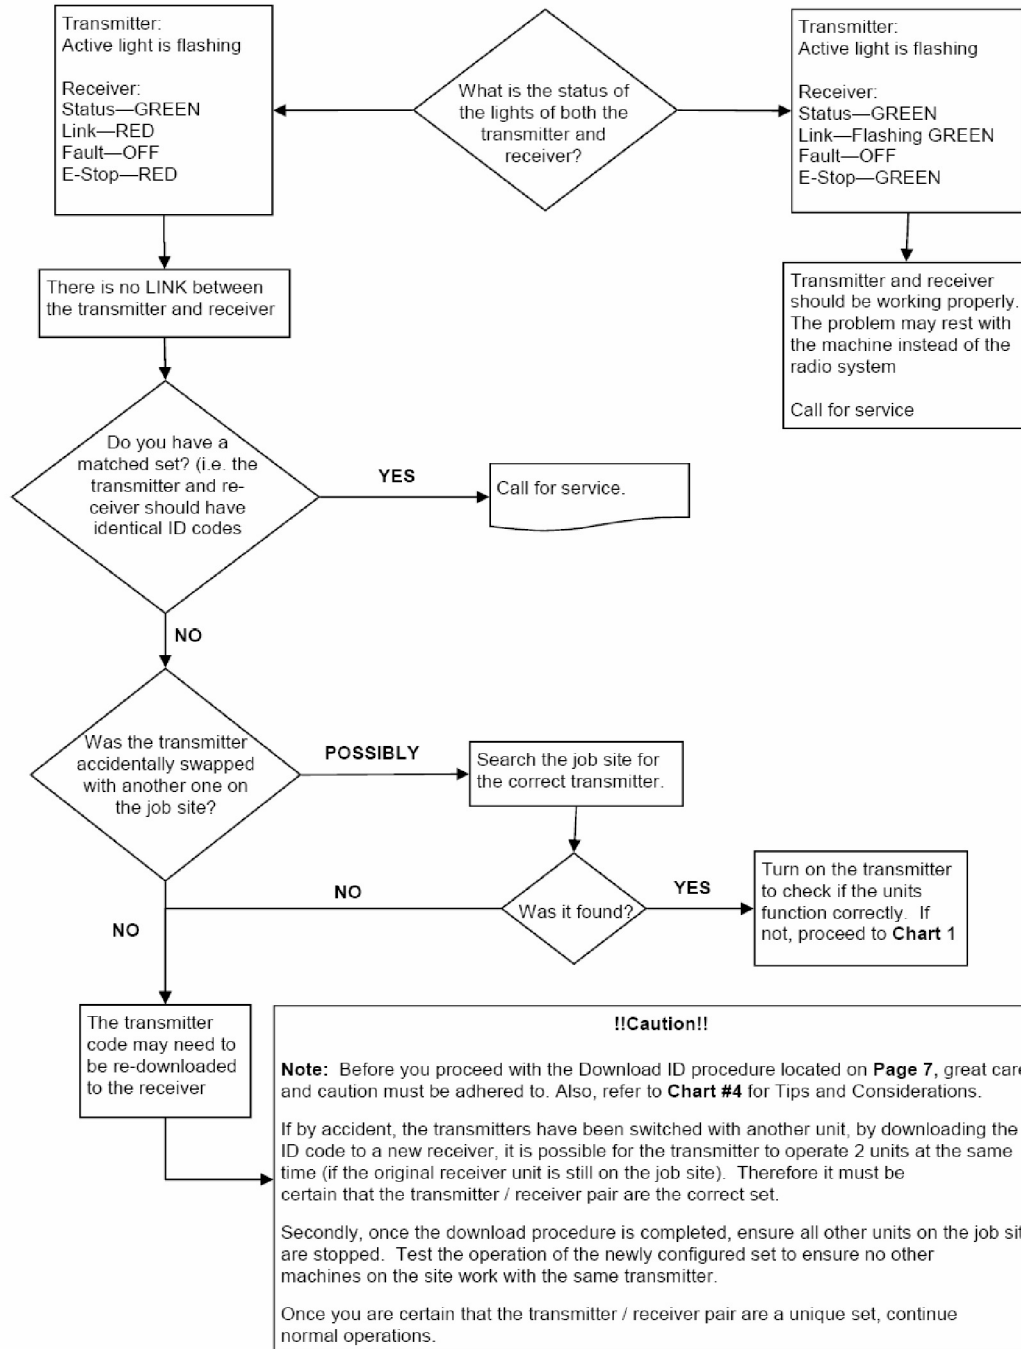 Transmitter:
Active light is flashing
Receiver:
Status—GREEN
Link—RED
Fault—OFF
E-Stop—RED
What is the status
of the lights of both
the transmitter and
receiver?
Transmitter:
Active light is flashing
Receiver:
Status—GREEN
Link—Flashing GREEN
Fault—OFF
E-Stop—GREEN
There is no LINK between
the transmitter and receiver
Transmitter and receiver
should be working properly.
The problem may rest with
the machine instead of the
radio system
Call for service
Do you have a
matched set? (i.e. the
transmitter and re-
ceiver should have
identical ID codes
YES
Call for service.
NO
Was the transmitter
accidentally swapped
with another one on
the job site?
POSSIBLY
Search the job site for
the correct transmitter.
NO
Was it found?
YES
Turn on the transmitter
to check if the units
function correctly.  If
not, proceed to Chart 1
NO
The transmitter
code may need to
be re-downloaded
to the receiver
!!Caution!!
Note:  Before you proceed with the Download ID procedure located on Page 7, great care
and caution must be adhered to. Also, refer to Chart #4 for Tips and Considerations.
If by accident, the transmitters have been switched with another unit, by downloading the
ID code to a new receiver, it is possible for the transmitter to operate 2 units at the same
time (if the original receiver unit is still on the job site).  Therefore it must be
certain that the transmitter / receiver pair are the correct set.
Secondly, once the download procedure is completed, ensure all other units on the job sit
are stopped.  Test the operation of the newly configured set to ensure no other
machines on the site work with the same transmitter.
Once you are certain that the transmitter / receiver pair are a unique set, continue
normal operations.